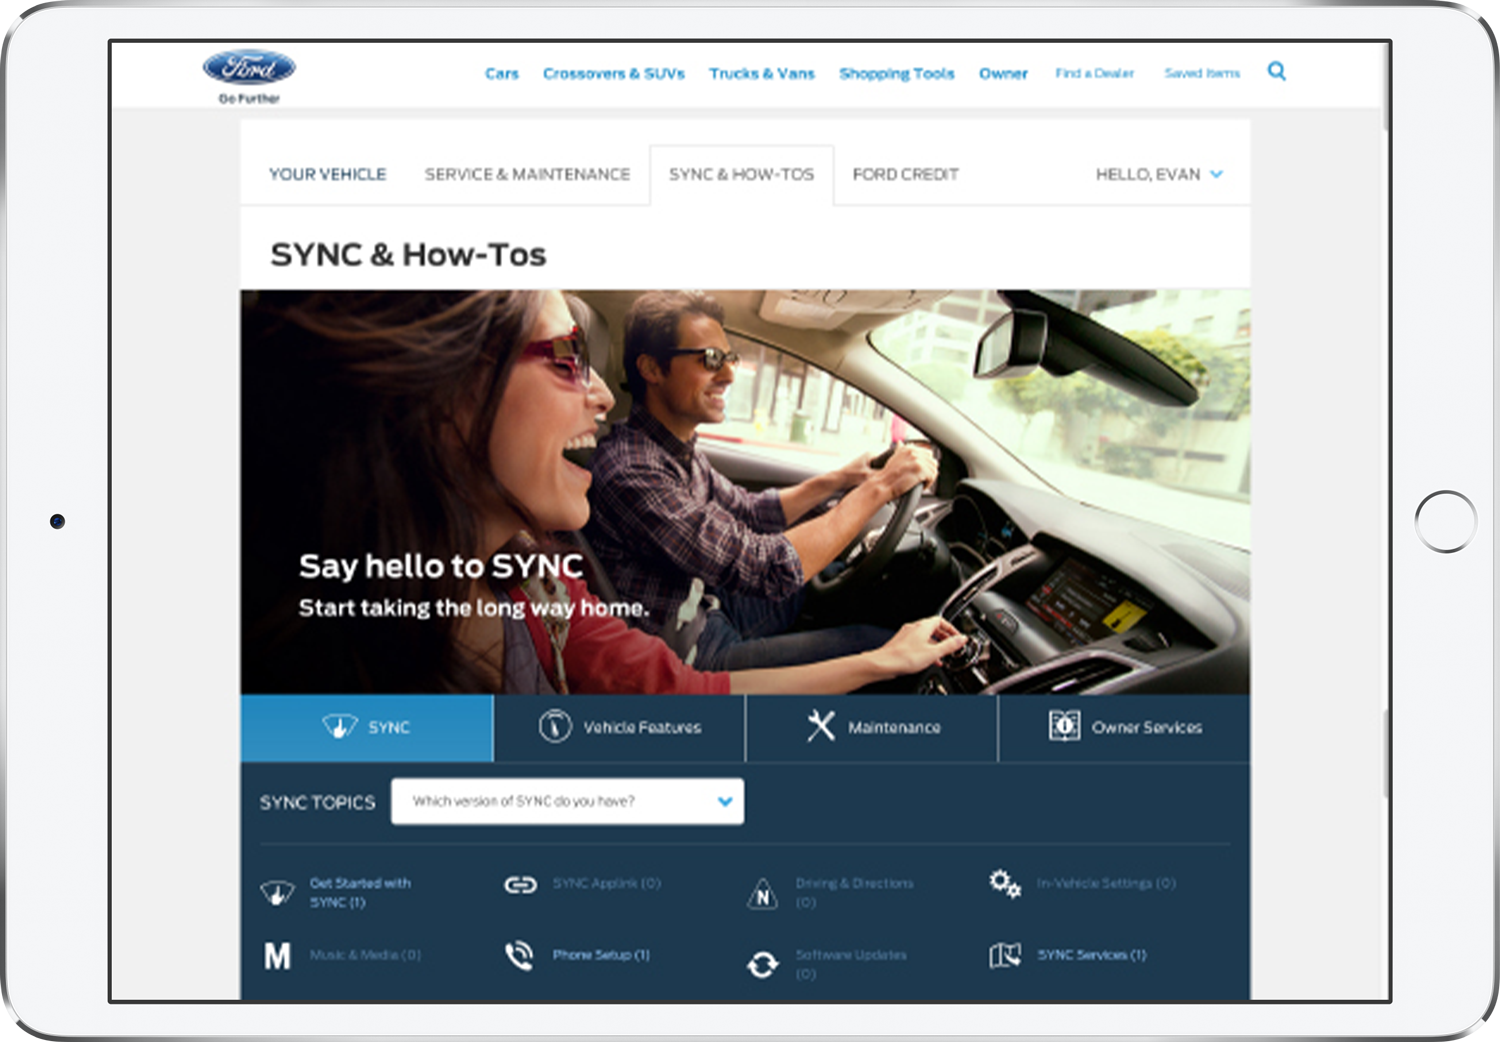 Ford
Go Further
Cars Crossovers & SUVs Trucks & Vans Shopping Tools Owner Find a Dealer Saved Items
YOUR VEHICLE SERVICE & MAINTENANCE SYNC & HOW-TOS FORD CREDIT HELLO, EVAN
SYNC & How-Tos
Say hello to SYNC
Start taking the long way home.
SYNC Vehicle Features Maintenance Owner Services
SYNC TOPICS Which version of SYNC do you have?
Get Started with
SYNC (1)
SYNC Applink (0)
N
Driving & Directions
(0)
In-Vehicle Settings (0)
M
Music & Media (0)
Phone Setup (1)
Software Updates
(0)
SYNC Services (1)